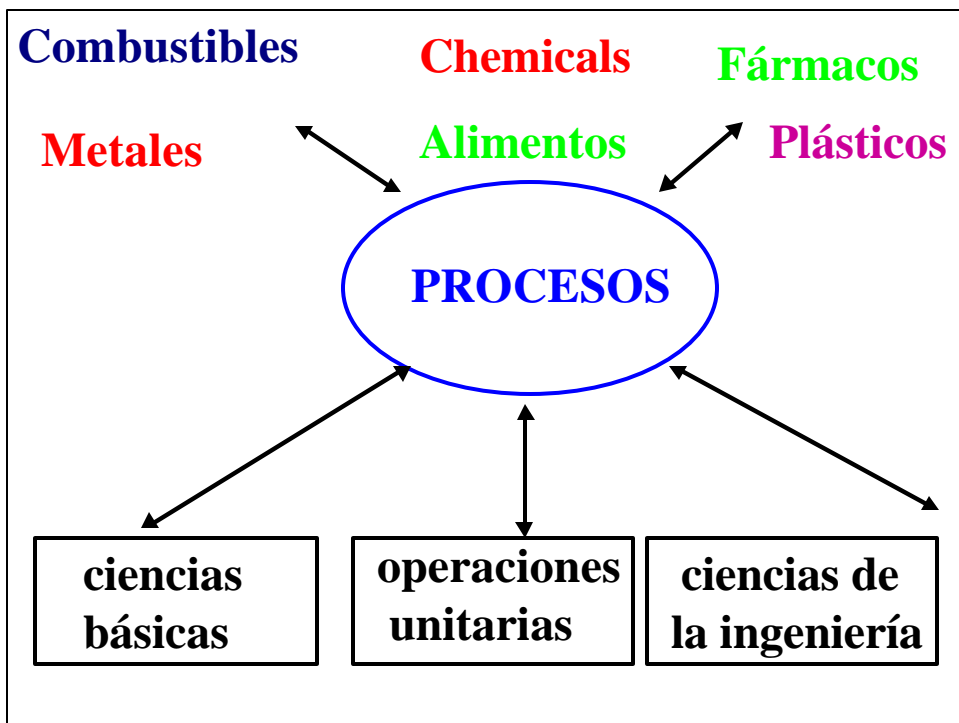 Combustibles
Chemicals
Fármacos
Metales
Alimentos
Plásticos
PROCESOS
ciencias
básicas
operaciones
unitarias
ciencias de
la ingeniería